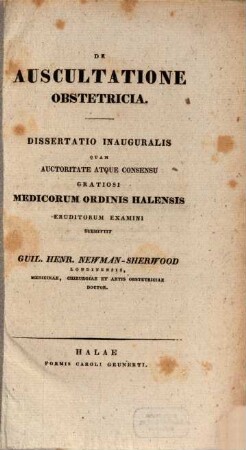 DE
AUSCULTATIONE
OBSTETRICIA.
DISSERTATIO INAUGURALIS
QUAM
AUCTORITATE ATQUE CONSENSU
GRATIOSI
MEDICORUM ORDINIS HALENSIS
ERUDITORUM EXAMINI
SUBMITTIT
GUIL. HENR. NEWMAN-SHERWOOD
LONDINENSIS,
MEDICINAE, CHIRURGIAE ET ARTIS OBSTETRICIAE
DOCTOR.
HALAE
FORMIS CAROLI GRUNERTI.